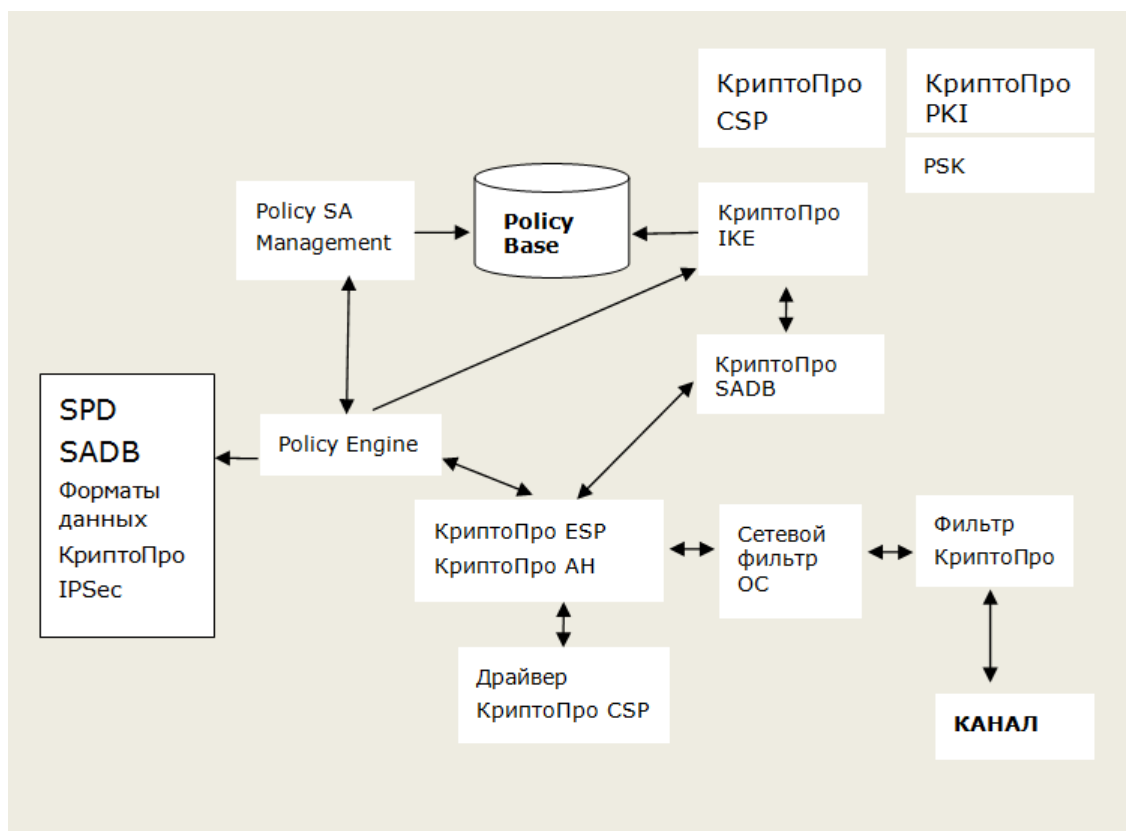 КриптоПро
CSP
КриптоПро
PKI
PSK
Policy SA
Management
Policy
Base
КриптоПро
IKE
КриптоПро
SADB
SPD
SADB
Форматы
данных
КриптоПро
IPSec
Policy Engine
КриптоПро ESP
КриптоПро AH
Сетевой
фильтр
ОС
Фильтр
КриптоПро
Драйвер
КриптоПро CSP
КАНАЛ